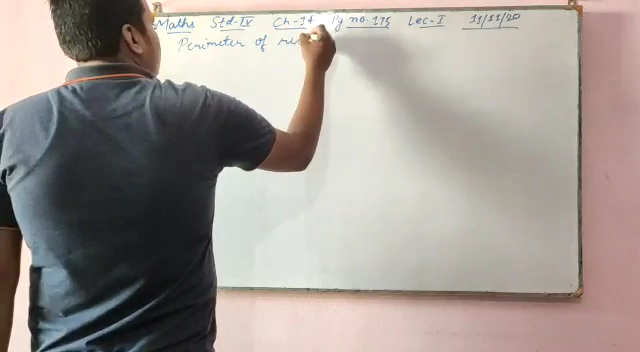 Maths Std-IX Ch-14 Pg no. 175 Lec-I 11/11/20
Perimeter of